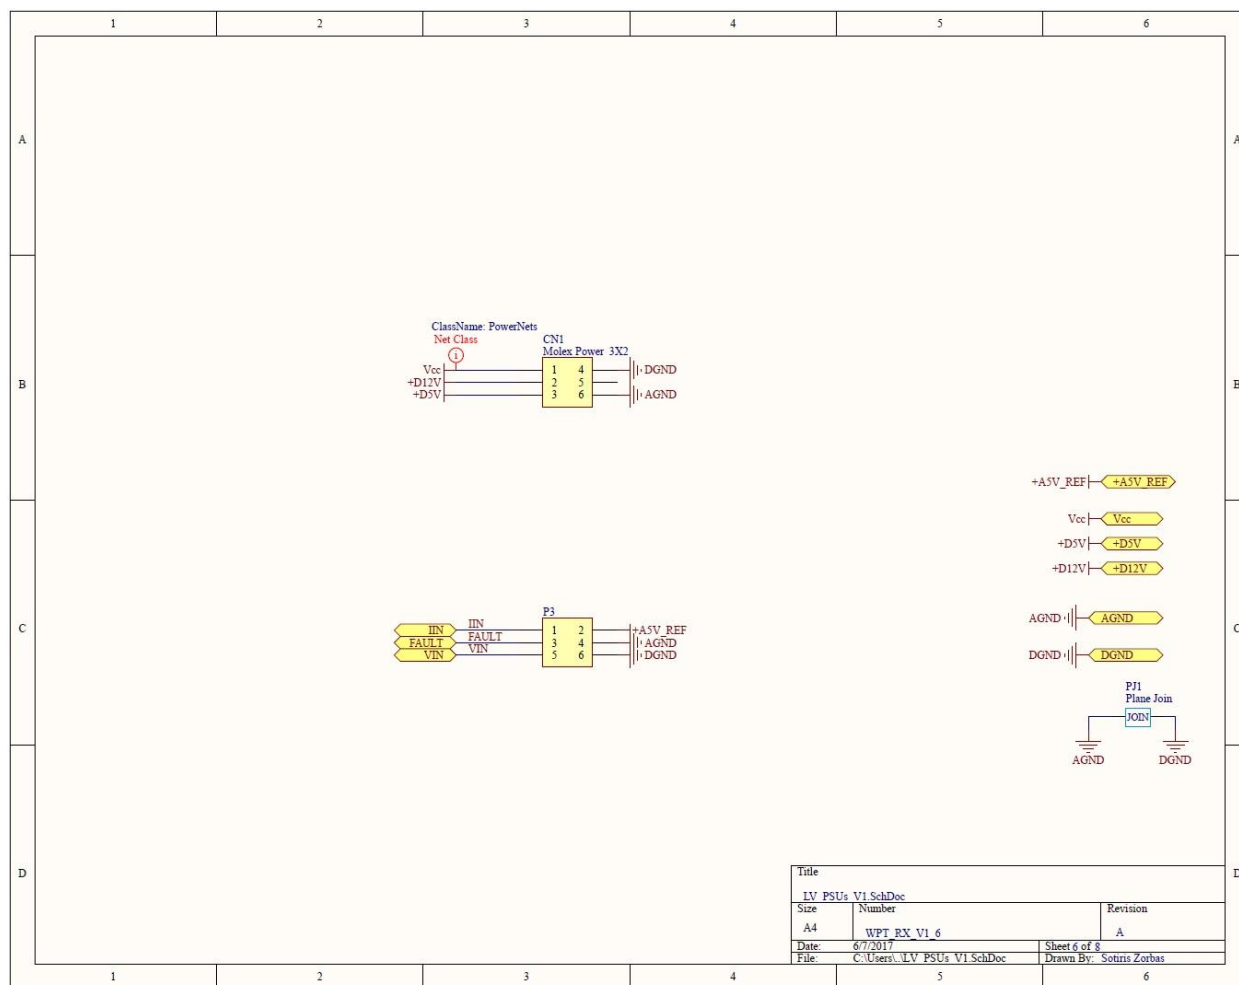 1 2 3 4 5 6
A A
ClassName: PowerNets
Net Class
CN1
Molex Power 3X2
1
Vcc 1 4 DGND
+D12V 2 5
+D5V 3 6 AGND
B B
+A5V_REF +A5V_REF
Vcc Vcc
+D5V +D5V
+D12V +D12V
P3
AGND AGND
IIN IIN 1 2 +A5V_REF
FAULT FAULT 3 4 AGND
VIN VIN 5 6 DGND
C C
DGND DGND
PJ1
Plane Join
JOIN
AGND DGND
D D
Title
LV_PSUs_V1.SchDoc
Size Number Revision
A4 WPT_RX_V1_6 A
Date: 6/7/2017 Sheet 6 of 8
File: C:\Users\..\LV_PSUs_V1.SchDoc Drawn By: Sotiris Zorbas
1 2 3 4 5 6